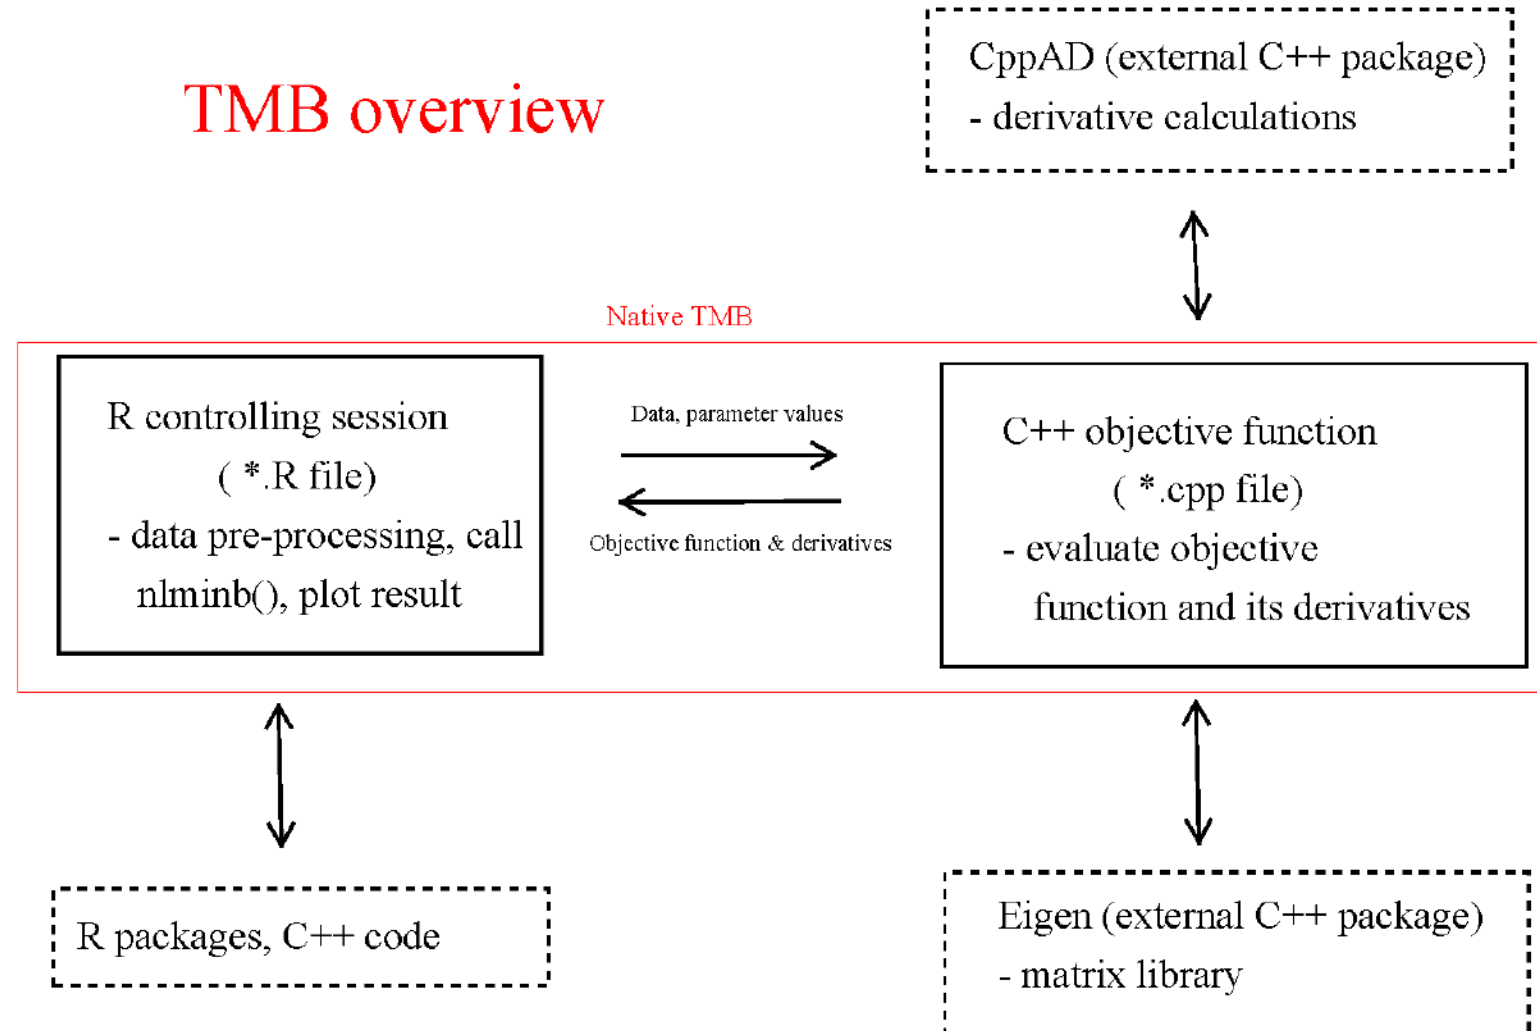 TMB overview
CppAD (external C++ package)
- derivative calculations
Native TMB
R controlling session
( *.R file)
- data pre-processing, call
nlminb(), plot result
Data, parameter values
Objective function & derivatives
C++ objective function
( *.cpp file)
- evaluate objective
function and its derivatives
R packages, C++ code
Eigen (external C++ package)
- matrix library